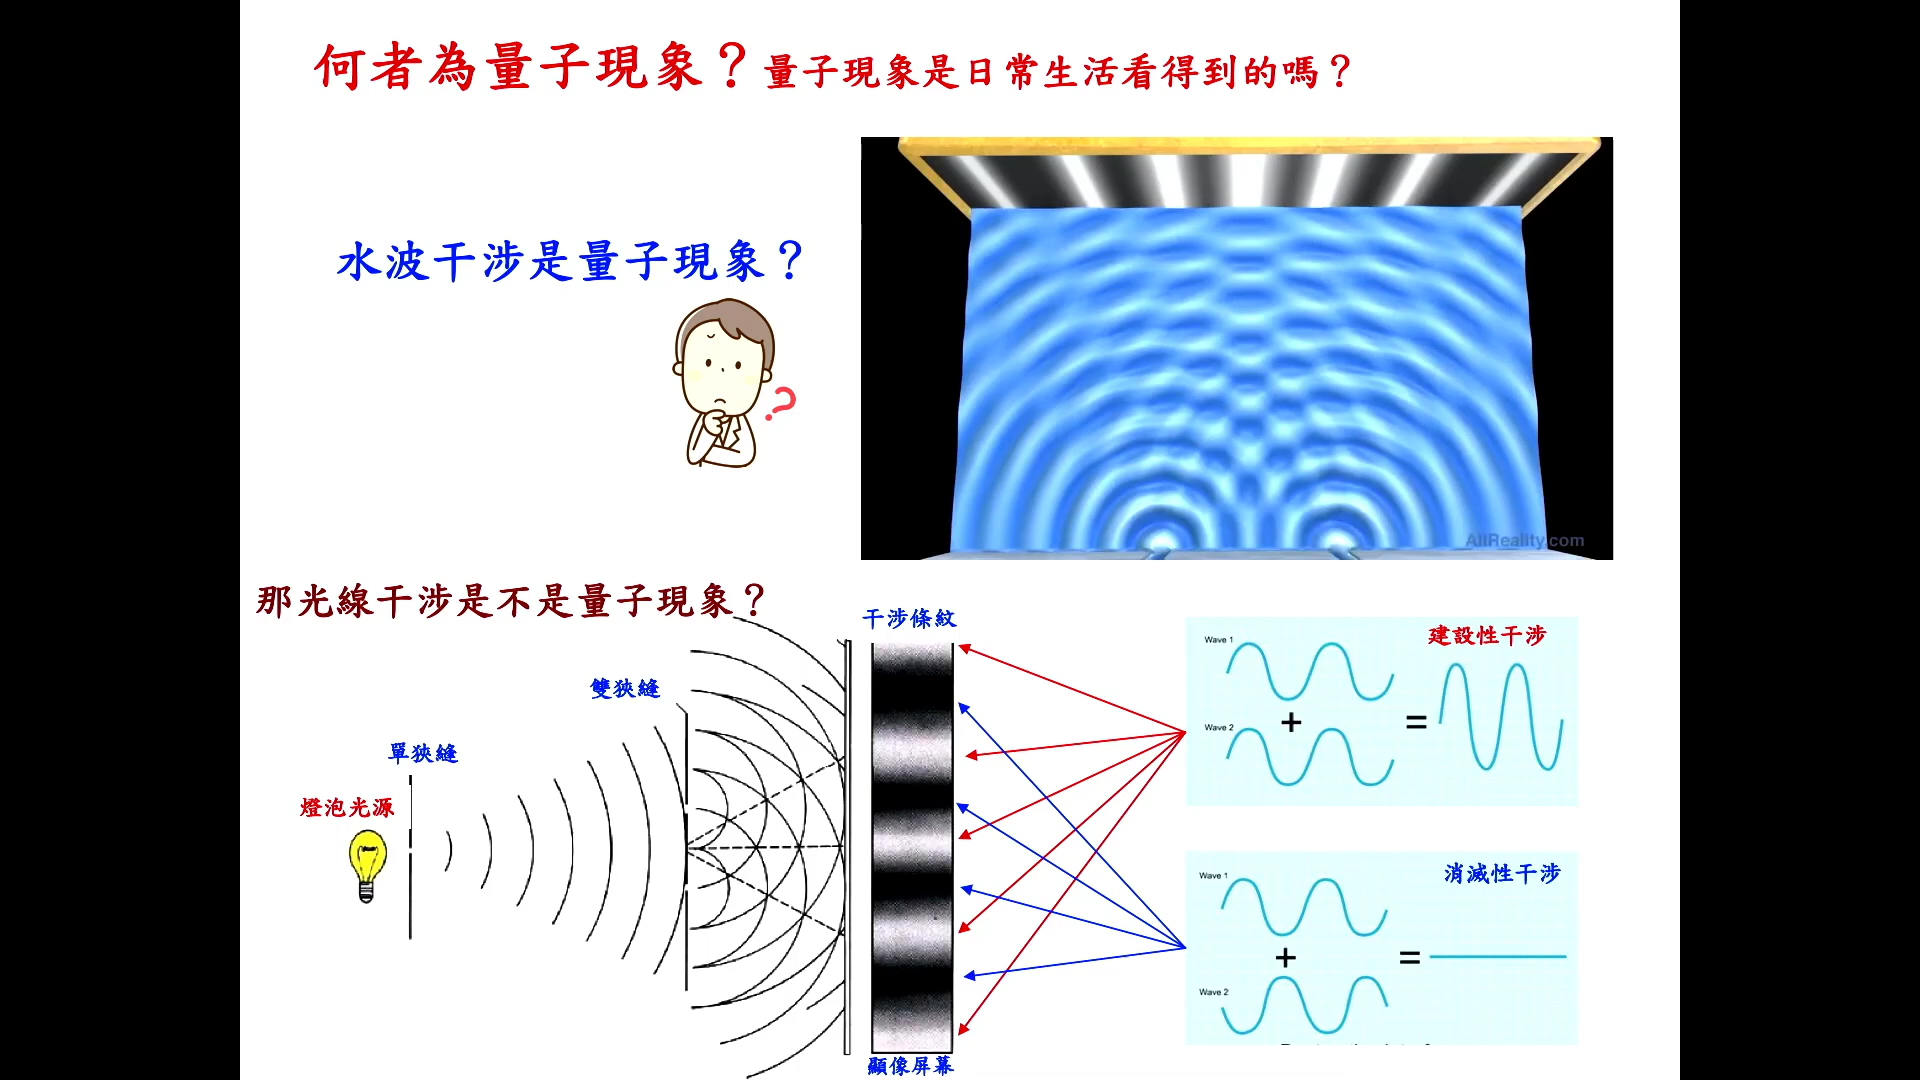 何者為量子現象？量子現象是日常生活看得到的嗎？
水波干涉是量子現象？
AllReality.com
那光線干涉是不是量子現象？
干涉條紋
雙狹縫
單狹縫
燈泡光源
顯像屏幕
建設性干涉
Wave 1
+
Wave 2
=
消滅性干涉
Wave 1
+
=
Wave 2